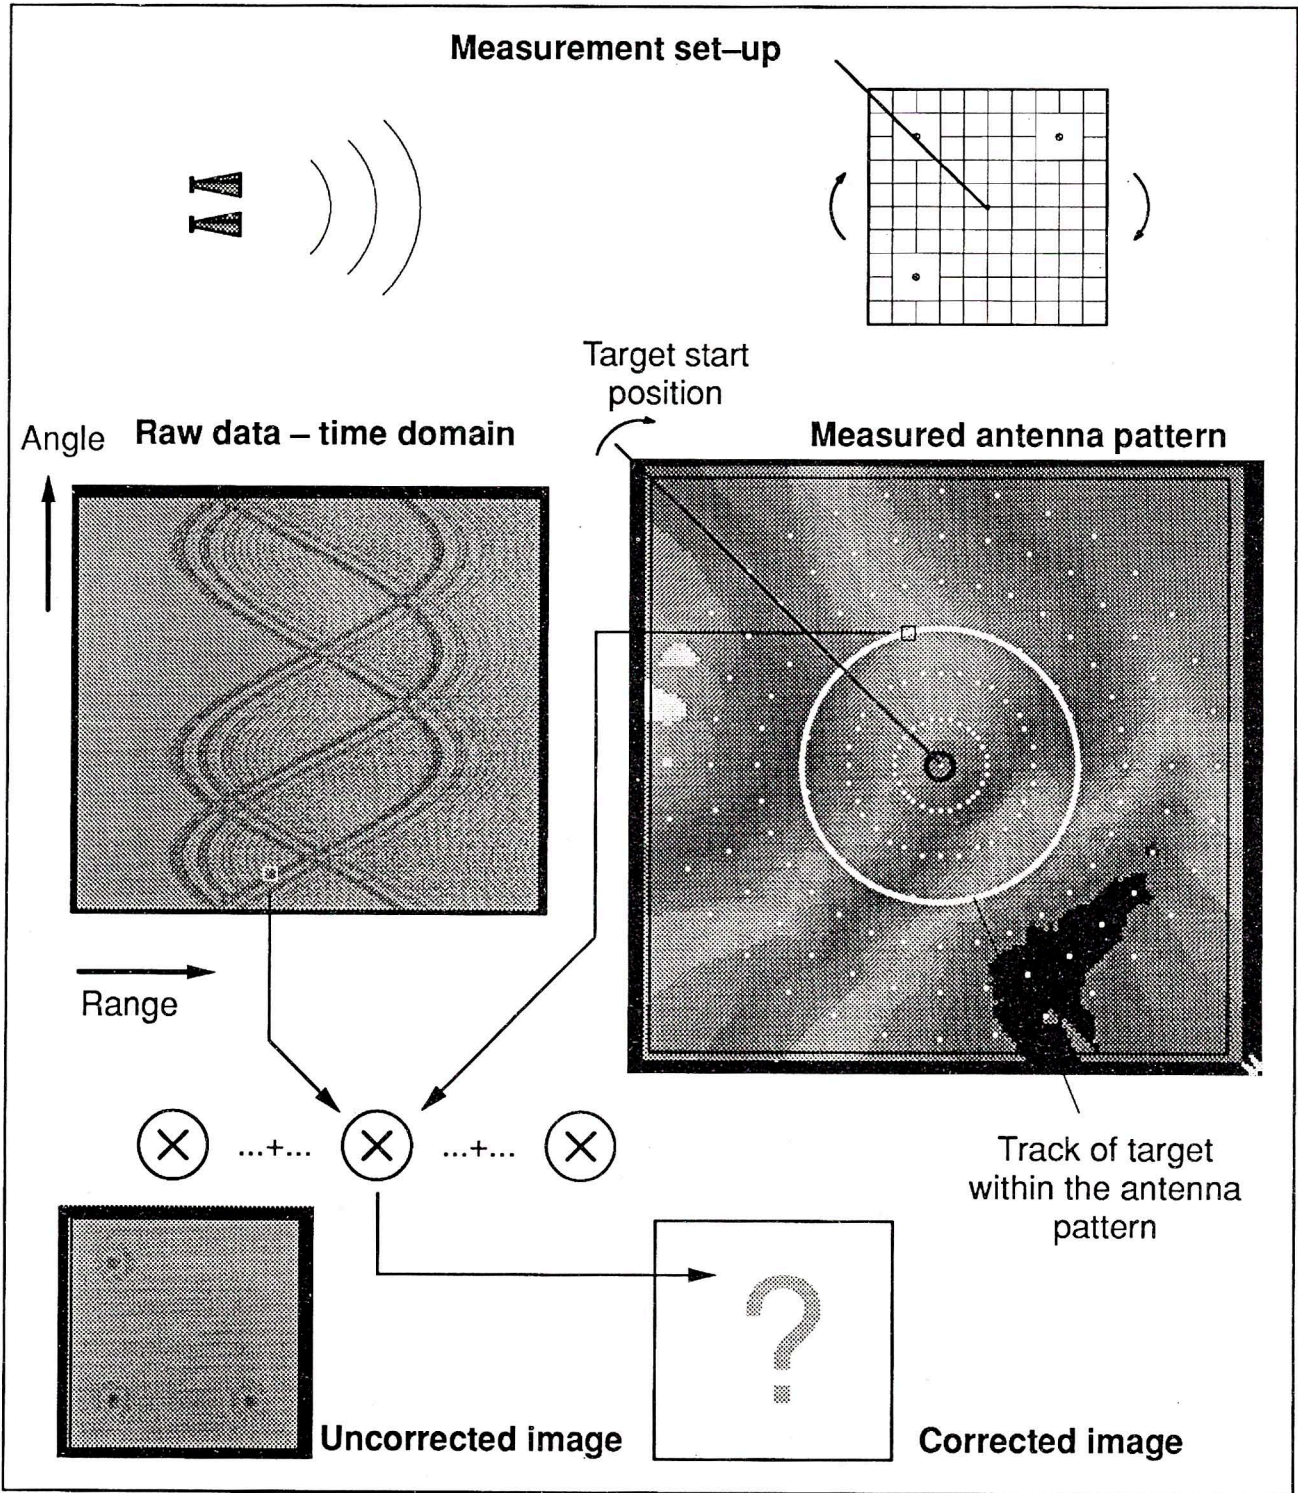 Measurement set–up
Target start
position
Angle
Raw data – time domain
Measured antenna pattern
Range
...+...
...+...
Track of target
within the antenna
pattern
?
Uncorrected image
Corrected image